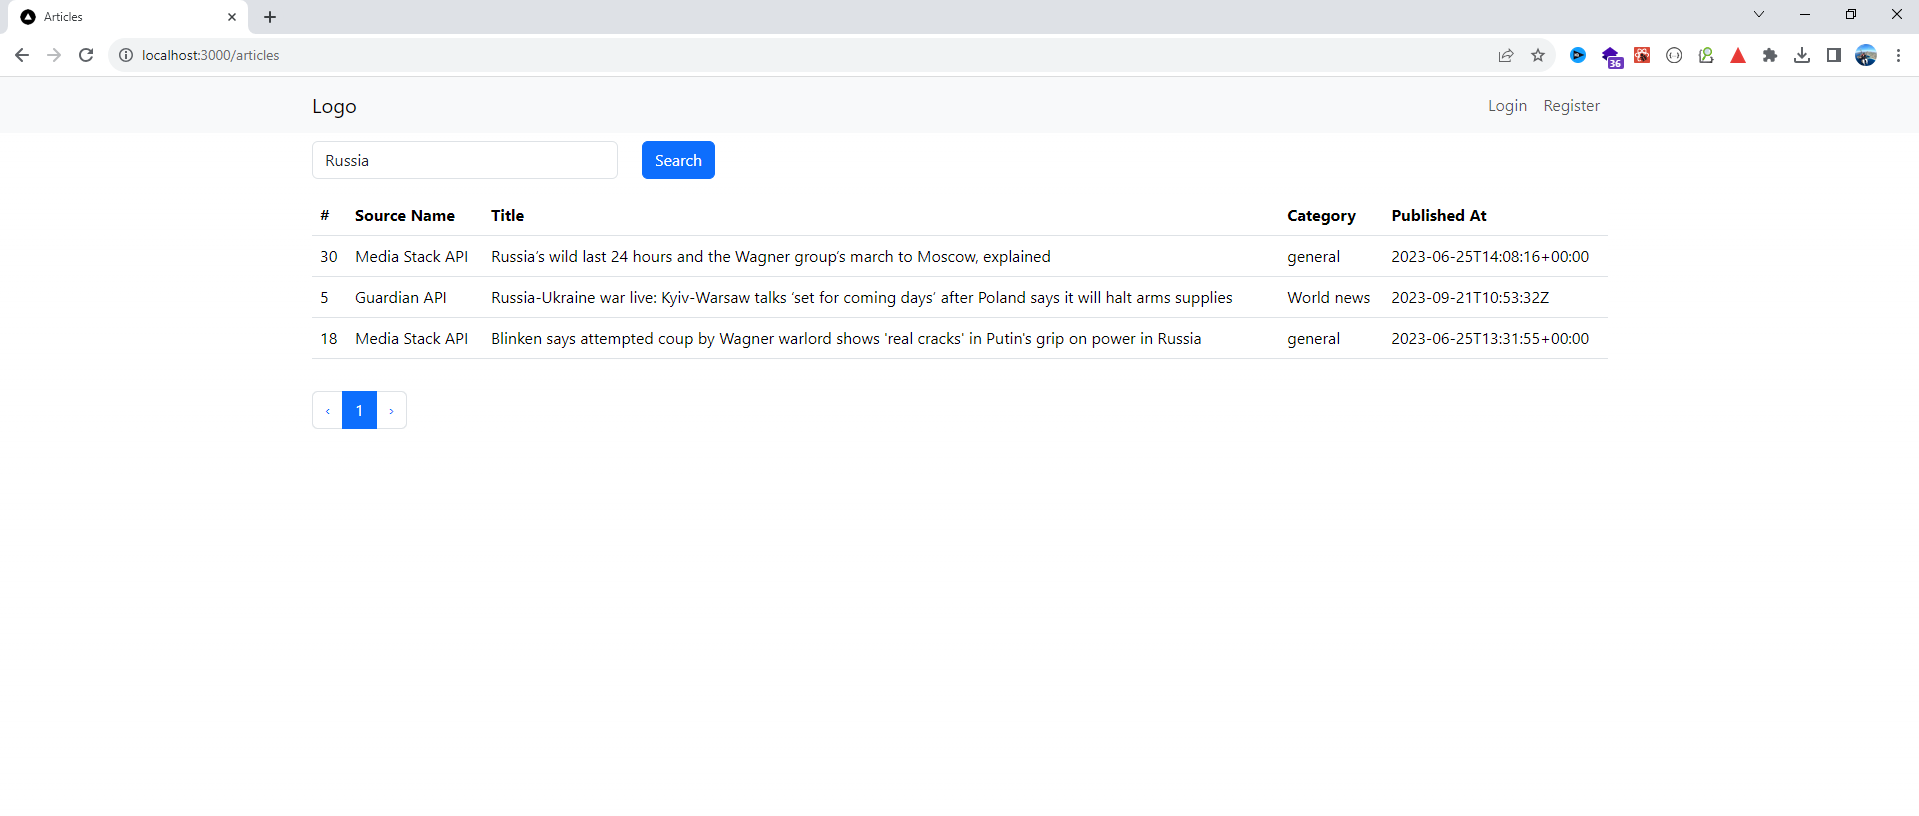 Articles
localhost:3000/articles
36
Logo
Login Register
Russia
Search
# Source Name Title Category Published At
30 Media Stack API Russia’s wild last 24 hours and the Wagner group’s march to Moscow, explained general 2023-06-25T14:08:16+00:00
5 Guardian API Russia-Ukraine war live: Kyiv-Warsaw talks ‘set for coming days’ after Poland says it will halt arms supplies World news 2023-09-21T10:53:32Z
18 Media Stack API Blinken says attempted coup by Wagner warlord shows 'real cracks' in Putin's grip on power in Russia general 2023-06-25T13:31:55+00:00
‹ 1 ›